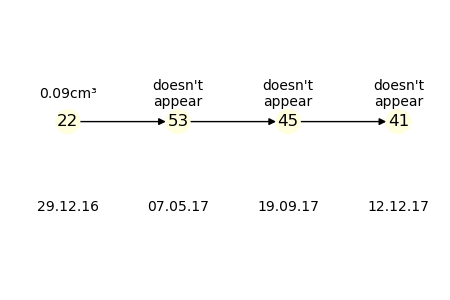 0.09cm³
doesn't
appear
doesn't
appear
doesn't
appear
22
53
45
41
29.12.16
07.05.17
19.09.17
12.12.17